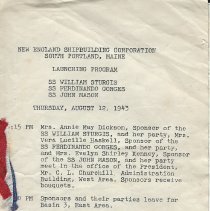 NEW ENGLAND SHIPBUILDING CORPORATION
SOUTH PORTLAND, MAINE
LAUNCHING PROGRAM
SS WILLIAM STURGIS
SS FERDINANDO GORGES
SS JOHN MASON
THURSDAY, AUGUST 12, 1943
:15 PM Mrs. Annie May Dickson, Sponsor of the
SS WILLIAM STURGIS, and her party, Mrs.
Vera Lucille Haskell, Sponsor of the
SS FERDINANDO GORGES, and her party,
and Mrs. Evelyn Shirley Kenney, Sponsor of
the SS JOHN MASON, and her party, meet
in the office of the President,
Mr. C. L. Churchill, Administration
Building, West Area. Sponsors receive
bouquets.
PM Sponsors and their parties leave for
Basin 3, East Area.